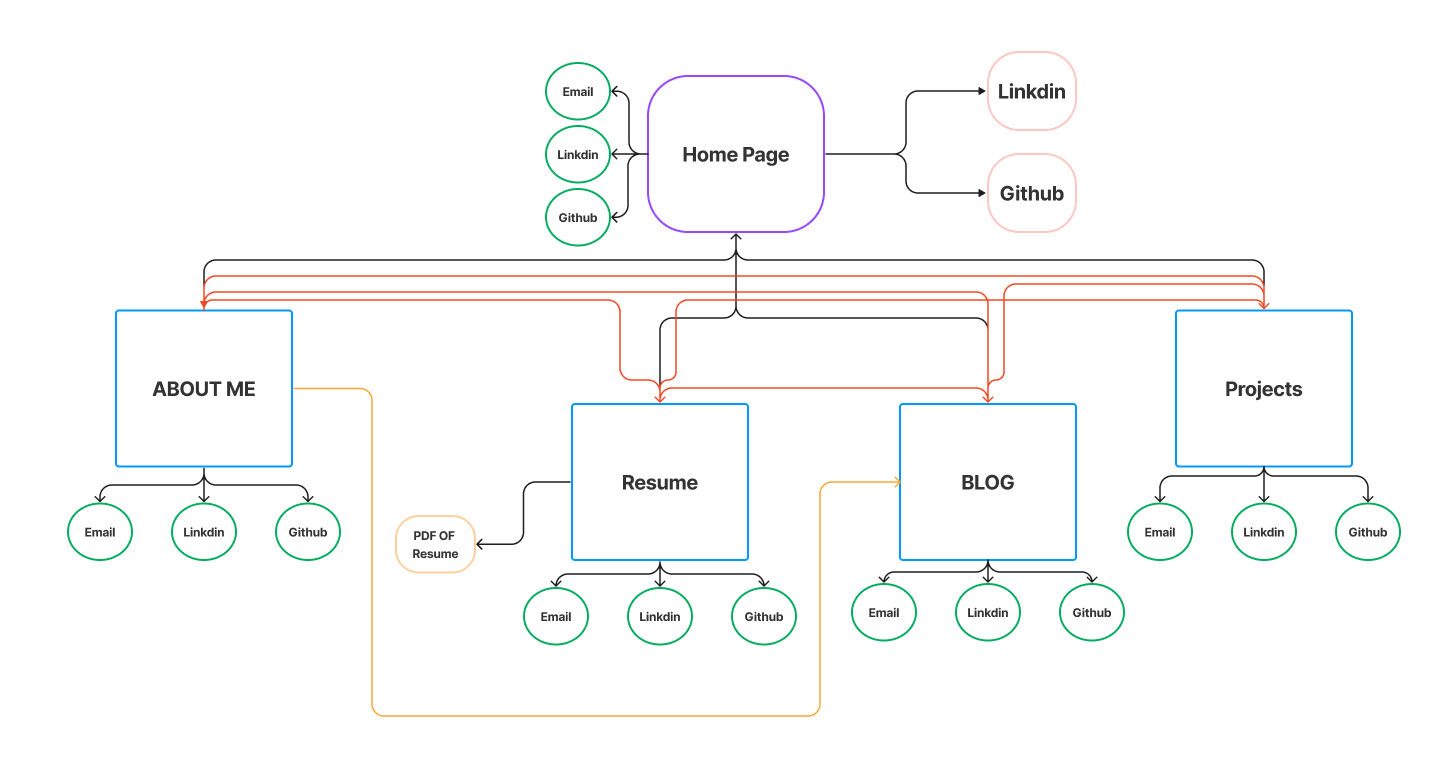 Linkdin
Email
Home Page
Linkdin
Github
Github
ABOUT ME
Projects
Resume
BLOG
Email
Linkdin
Github
PDF OF
Resume
Email
Linkdin
Github
Email
Linkdin
Github
Email
Linkdin
Github